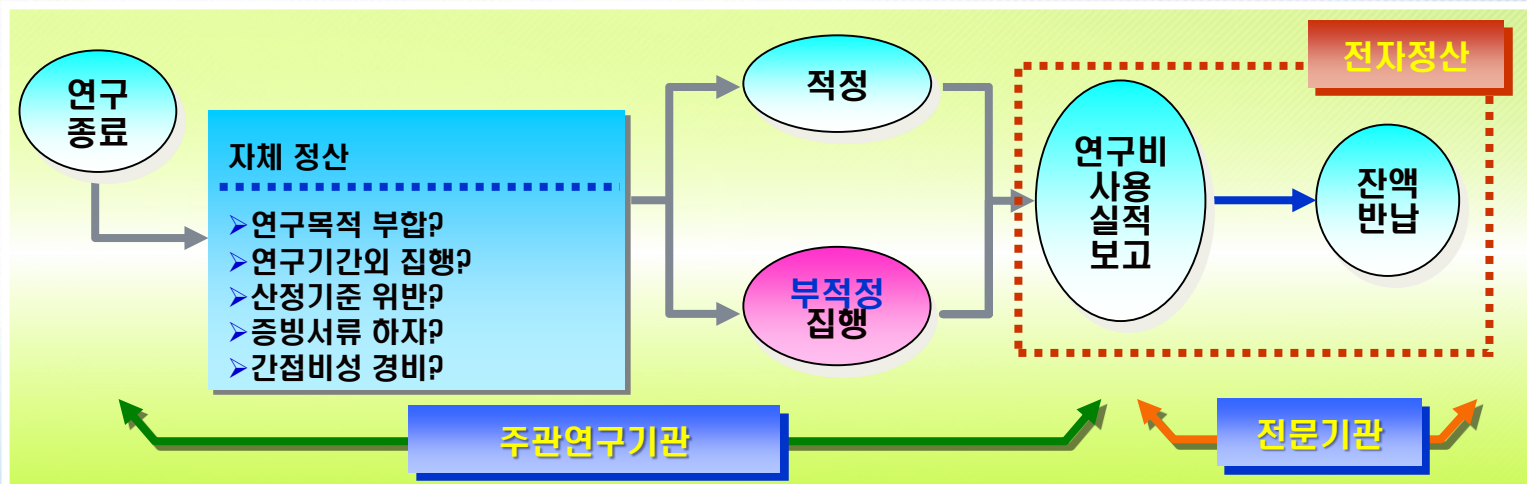 연구
종료
자체 정산
➢연구목적 부합?
➢연구기간외 집행?
➢산정기준 위반?
➢증빙서류 하자?
➢간접비성 경비?
적정
부적정
집행
전자정산
연구비
사용
실적
보고
잔액
반납
주관연구기관
전문기관